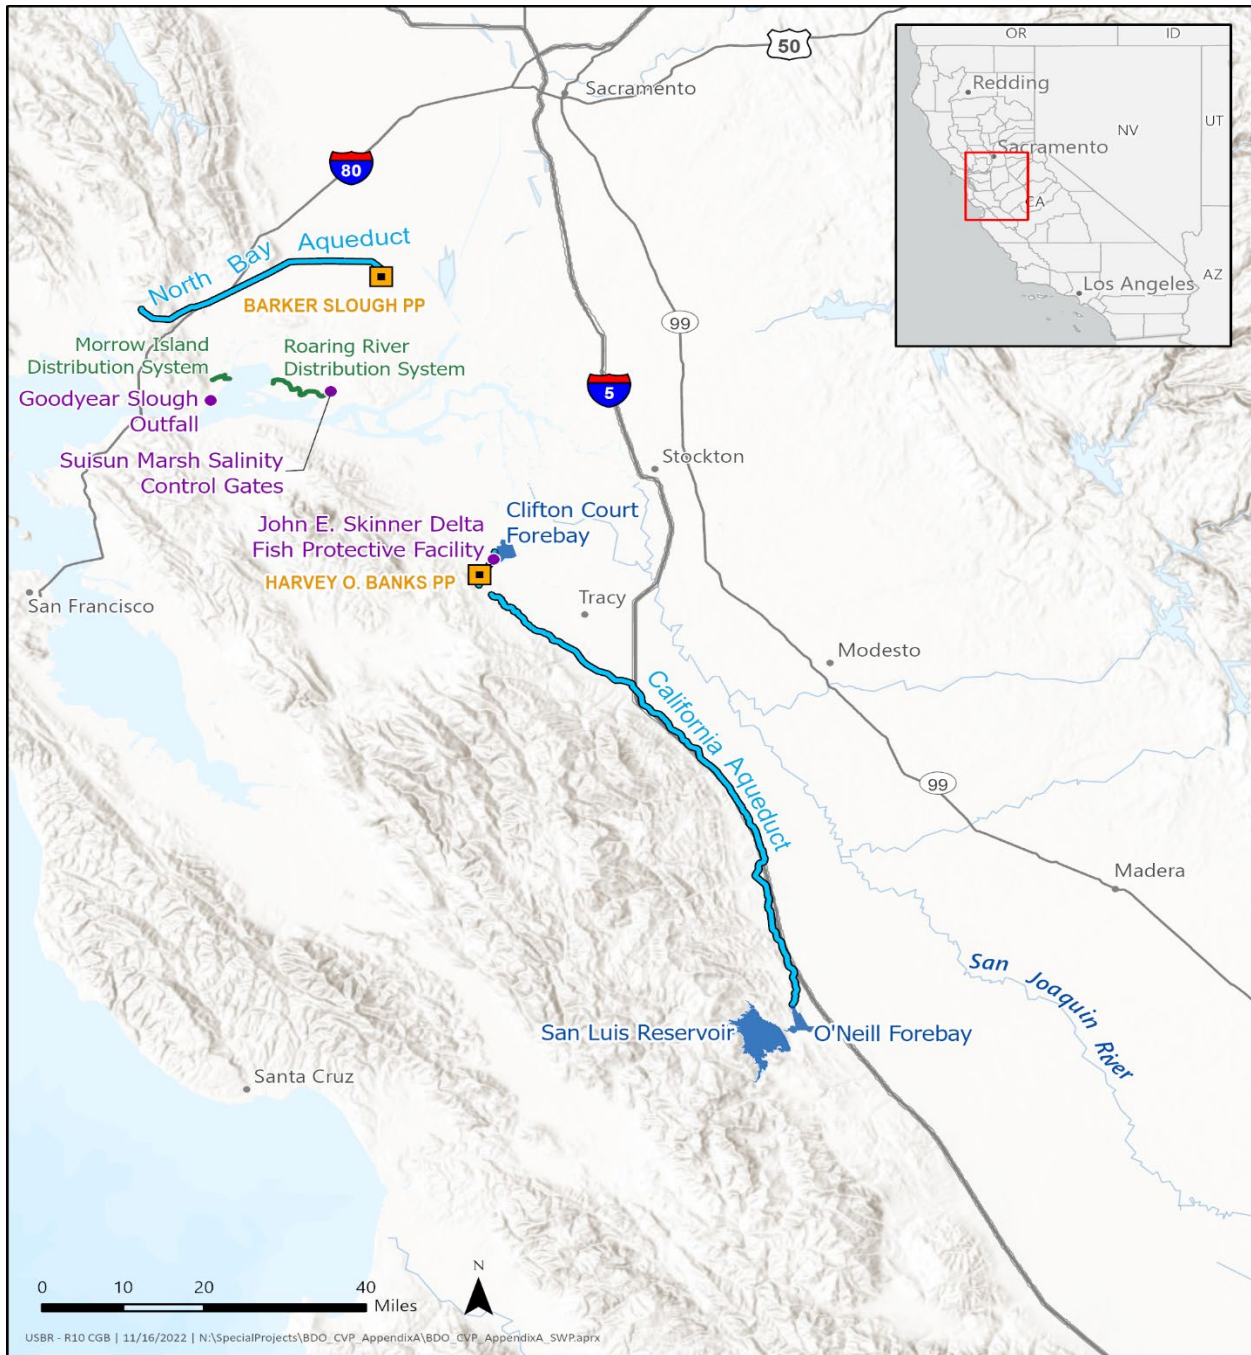 50
Sacramento
80
North Bay Aqueduct
BARKER SLOUGH PP
Morrow Island
Distribution System
Roaring River
Distribution System
Goodyear Slough
Outfall
Suisun Marsh Salinity
Control Gates
99
5
Stockton
Clifton Court
Forebay
John E. Skinner Delta
Fish Protective Facility
HARVEY O. BANKS PP
San Francisco
Tracy
Modesto
California Aqueduct
99
Madera
San Joaquin River
San Luis Reservoir
O'Neill Forebay
Santa Cruz
OR
ID
Redding
NV
UT
Sacramento
CA
AZ
Los Angeles
0 10 20 40
Miles
N
USBR - R10 CGB | 11/16/2022 | N:\SpecialProjects\BDO_CVP_AppendixA\BDO_CVP_AppendixA_SWP.aprx